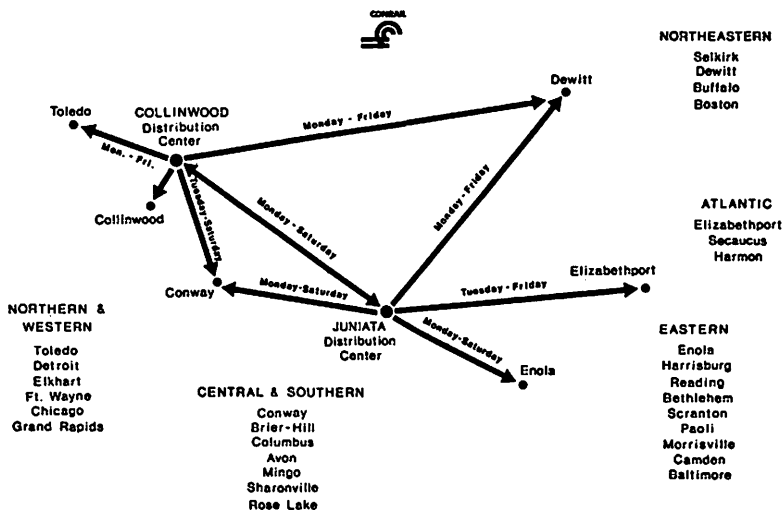 CONRAIL
NORTHEASTERN
Selkirk
Dewitt
Buffalo
Boston
Dewitt
Toledo
COLLINWOOD
Distribution
Center
Monday - Friday
Mon. - Fri.
Tuesday-Saturday
Collinwood
Monday-Saturday
Monday-Friday
ATLANTIC
Elizabethport
Secaucus
Harmon
Elizabethport
Tuesday - Friday
Conway
Monday-Saturday
JUNIATA
Distribution
Center
Monday-Saturday
Enola
NORTHERN &
WESTERN
Toledo
Detroit
Elkhart
Ft. Wayne
Chicago
Grand Rapids
CENTRAL & SOUTHERN
Conway
Brier-Hill
Columbus
Avon
Mingo
Sharonville
Rose Lake
EASTERN
Enola
Harrisburg
Reading
Bethlehem
Scranton
Paoli
Morrisville
Camden
Baltimore